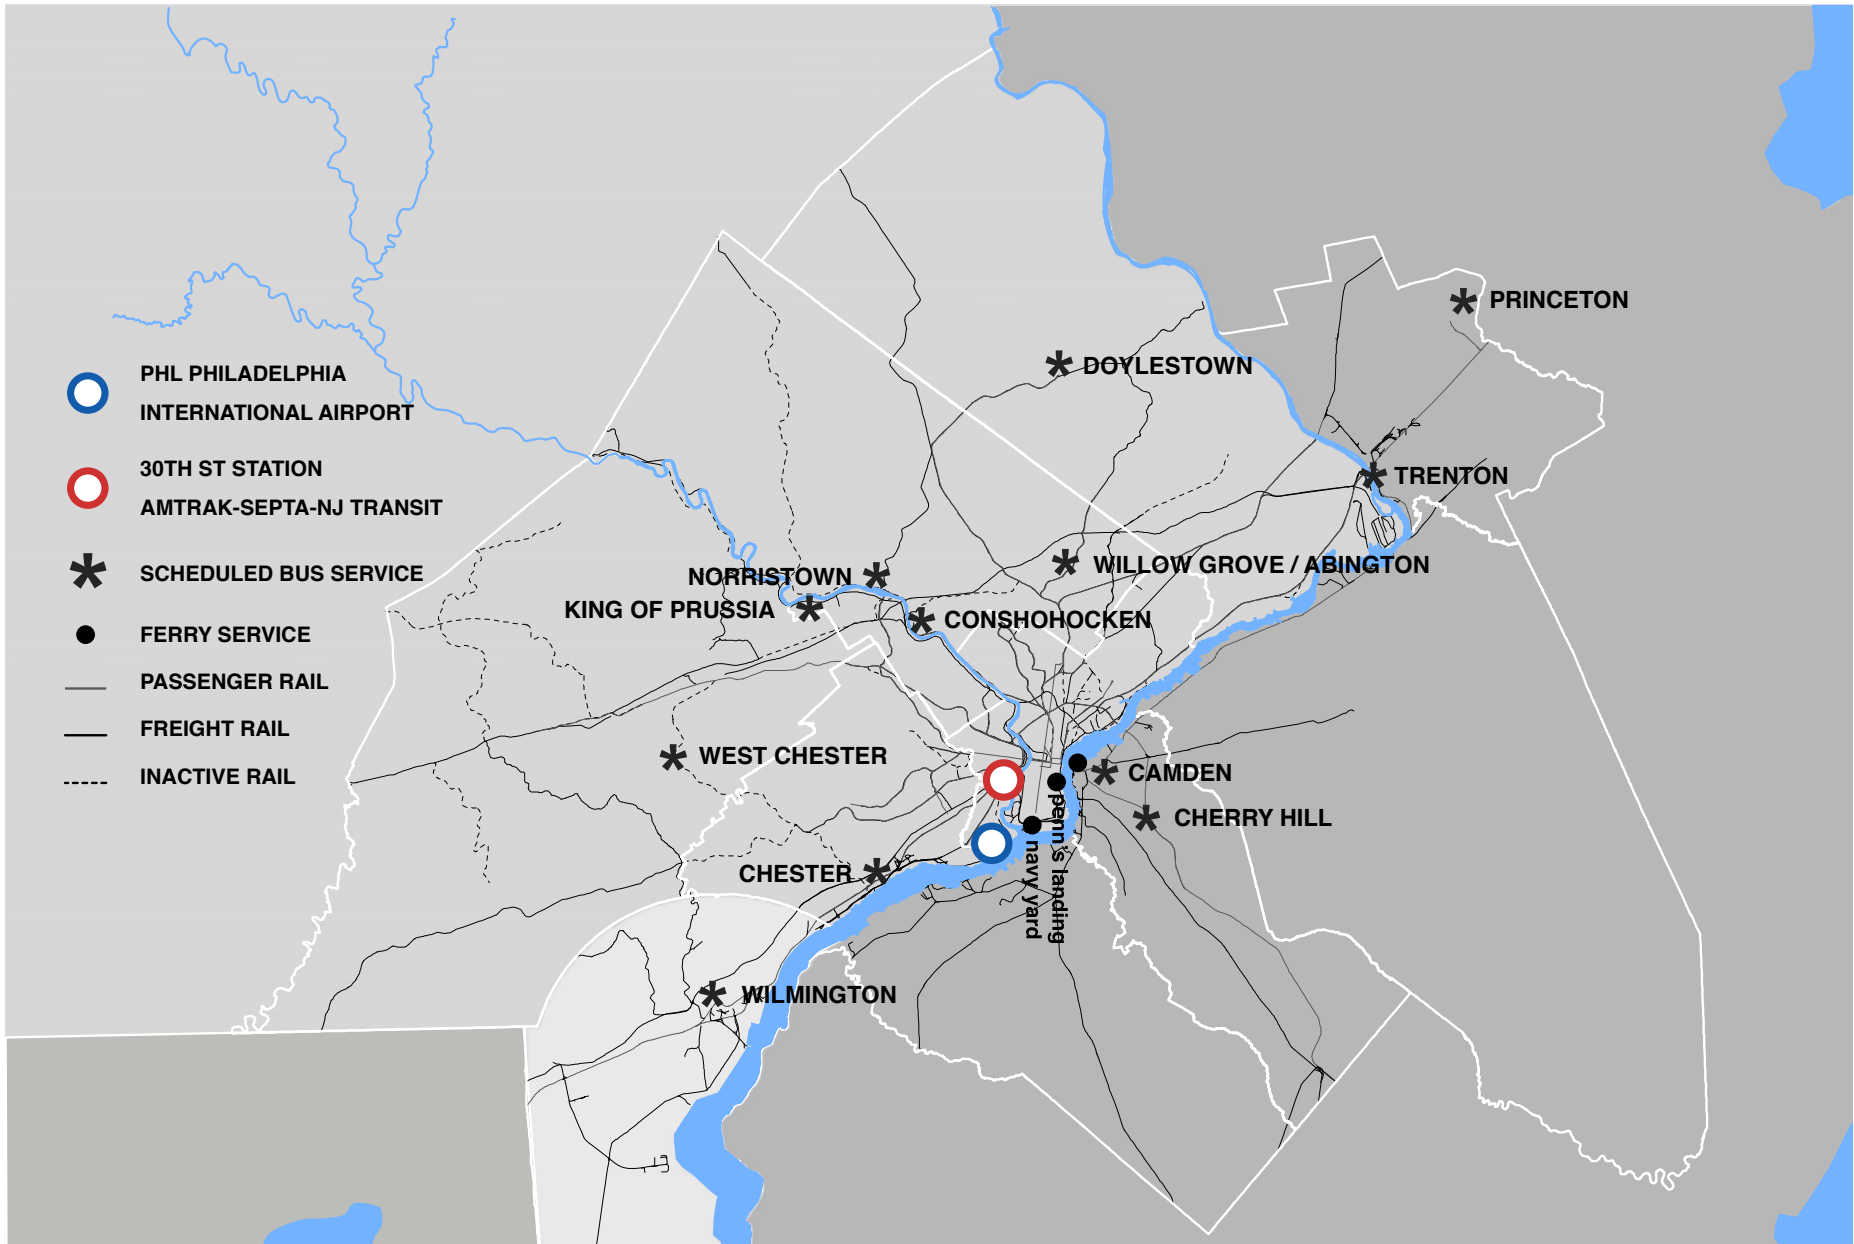 PHL PHILADELPHIA
INTERNATIONAL AIRPORT
30TH ST STATION
AMTRAK-SEPTA-NJ TRANSIT
SCHEDULED BUS SERVICE
FERRY SERVICE
PASSENGER RAIL
FREIGHT RAIL
INACTIVE RAIL
PRINCETON
DOYLESTOWN
TRENTON
WILLOW GROVE / ABINGTON
NORRISTOWN
KING OF PRUSSIA
CONSHOHOCKEN
WEST CHESTER
CAMDEN
CHERRY HILL
CHESTER
penn's landing
navy yard
WILMINGTON